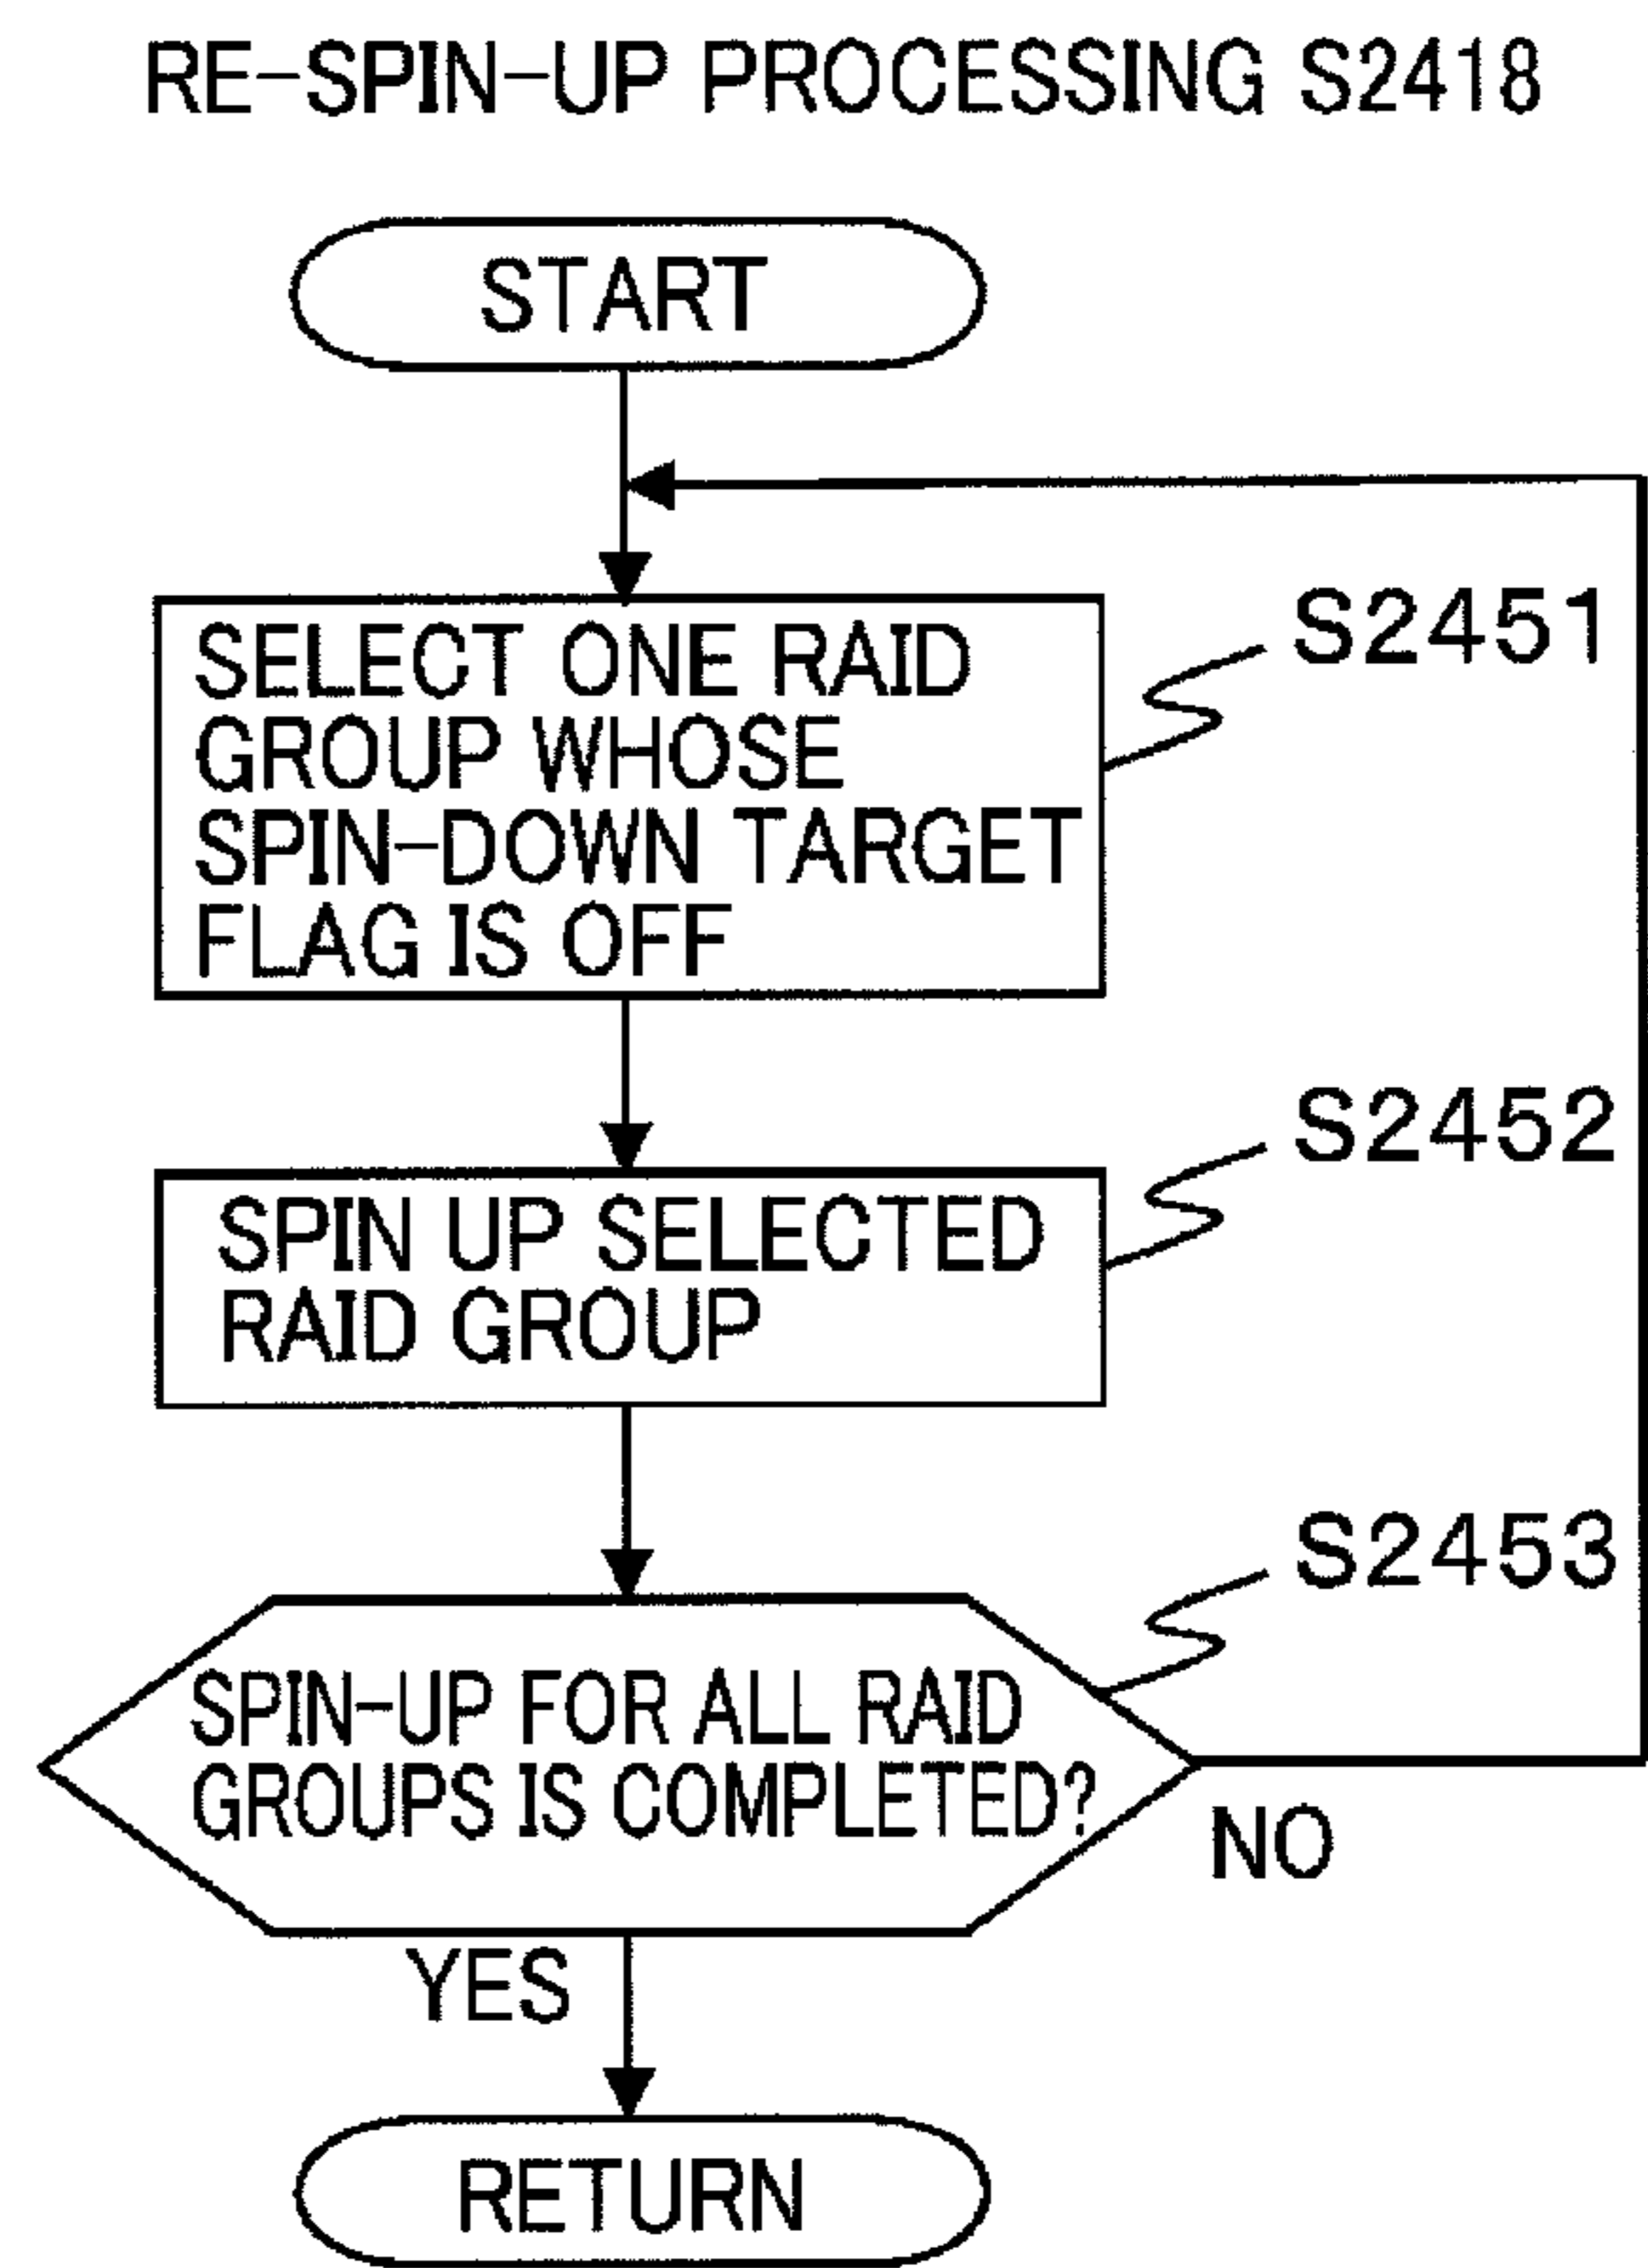 RE-SPIN-UP PROCESSING S2418
START
SELECT ONE RAID
GROUP WHOSE
SPIN-DOWN TARGET
FLAG IS OFF
S2451
SPIN UP SELECTED
RAID GROUP
S2452
SPIN-UP FOR ALL RAID
GROUPS IS COMPLETED?
S2453
NO
YES
RETURN